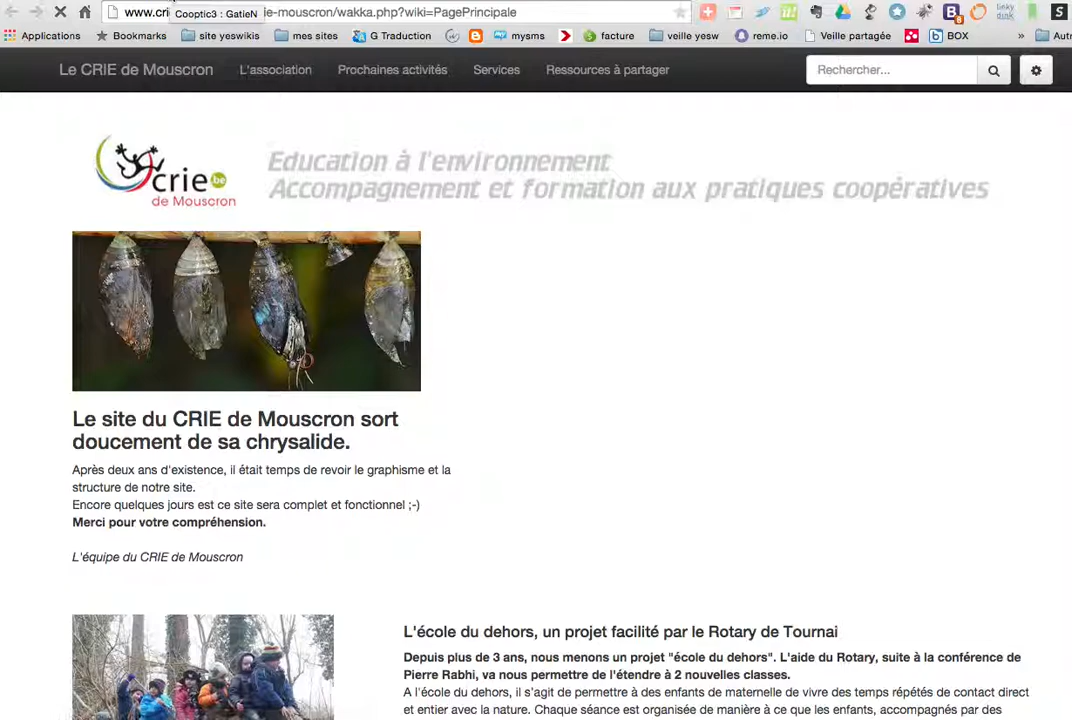 www.cri
Cooptic3 : GatieN
ie-mouscron/wakka.php?wiki=PagePrincipale
Applications
Bookmarks
site yeswikis
mes sites
G Traduction
mysms
facture
veille yesw
reme.io
Veille partagée
BOX
»
Autr
Le CRIE de Mouscron
L'association
Prochaines activités
Services
Ressources à partager
Rechercher...
crie be
de Mouscron
Education à l'environnement
Accompagnement et formation aux pratiques coopératives
Le site du CRIE de Mouscron sort
doucement de sa chrysalide.
Après deux ans d'existence, il était temps de revoir le graphisme et la
structure de notre site.
Encore quelques jours est ce site sera complet et fonctionnel ;-)
Merci pour votre compréhension.
L'équipe du CRIE de Mouscron
L'école du dehors, un projet facilité par le Rotary de Tournai
Depuis plus de 3 ans, nous menons un projet "école du dehors". L'aide du Rotary, suite à la conférence de
Pierre Rabhi, va nous permettre de l'étendre à 2 nouvelles classes.
A l'école du dehors, il s'agit de permettre à des enfants de maternelle de vivre des temps répétés de contact direct
et entier avec la nature. Chaque séance est organisée de manière à ce que les enfants, accompagnés par des